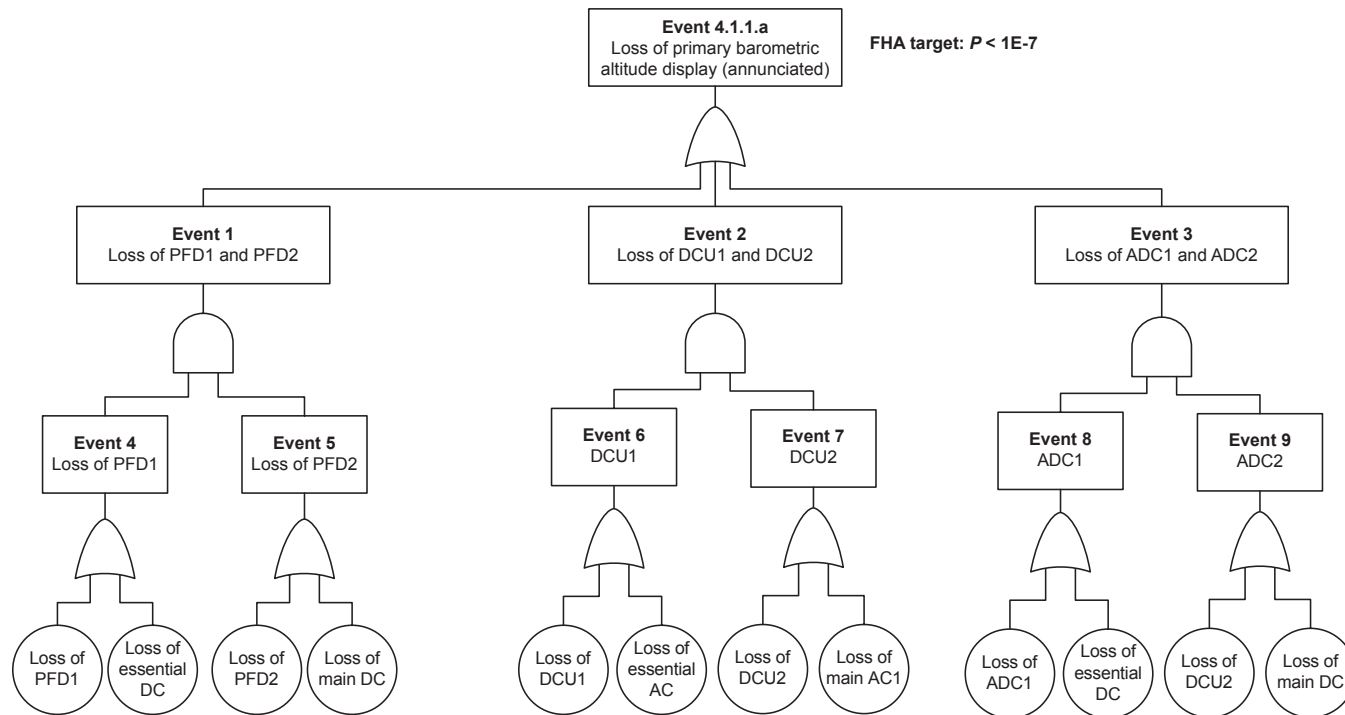 Event 4.1.1.a
Loss of primary barometric
altitude display (annunciated)
FHA target: P < 1E-7
Event 1
Loss of PFD1 and PFD2
Event 2
Loss of DCU1 and DCU2
Event 3
Loss of ADC1 and ADC2
Event 4
Loss of PFD1
Event 5
Loss of PFD2
Event 6
DCU1
Event 7
DCU2
Event 8
ADC1
Event 9
ADC2
Loss of
PFD1
Loss of
essential
DC
Loss of
PFD2
Loss of
main DC
Loss of
DCU1
Loss of
essential
AC
Loss of
DCU2
Loss of
main AC1
Loss of
ADC1
Loss of
essential
DC
Loss of
DCU2
Loss of
main DC